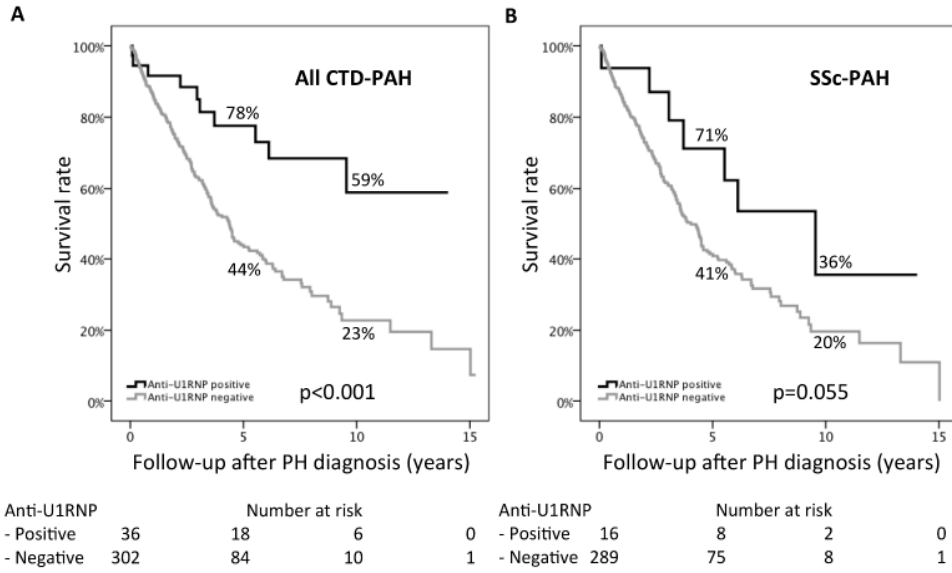 A
All CTD-PAH
Survival rate
100%
80%
60%
40%
20%
0%
78%
59%
44%
23%
Anti-U1RNP positive
Anti-U1RNP negative
p<0.001
0 5 10 15
Follow-up after PH diagnosis (years)
Anti-U1RNP Number at risk
- Positive 36 18 6 0
- Negative 302 84 10 1
B
SSc-PAH
Survival rate
100%
80%
60%
40%
20%
0%
71%
36%
41%
20%
Anti-U1RNP positive
Anti-U1RNP negative
p=0.055
0 5 10 15
Follow-up after PH diagnosis (years)
Anti-U1RNP Number at risk
- Positive 16 8 2 0
- Negative 289 75 8 1